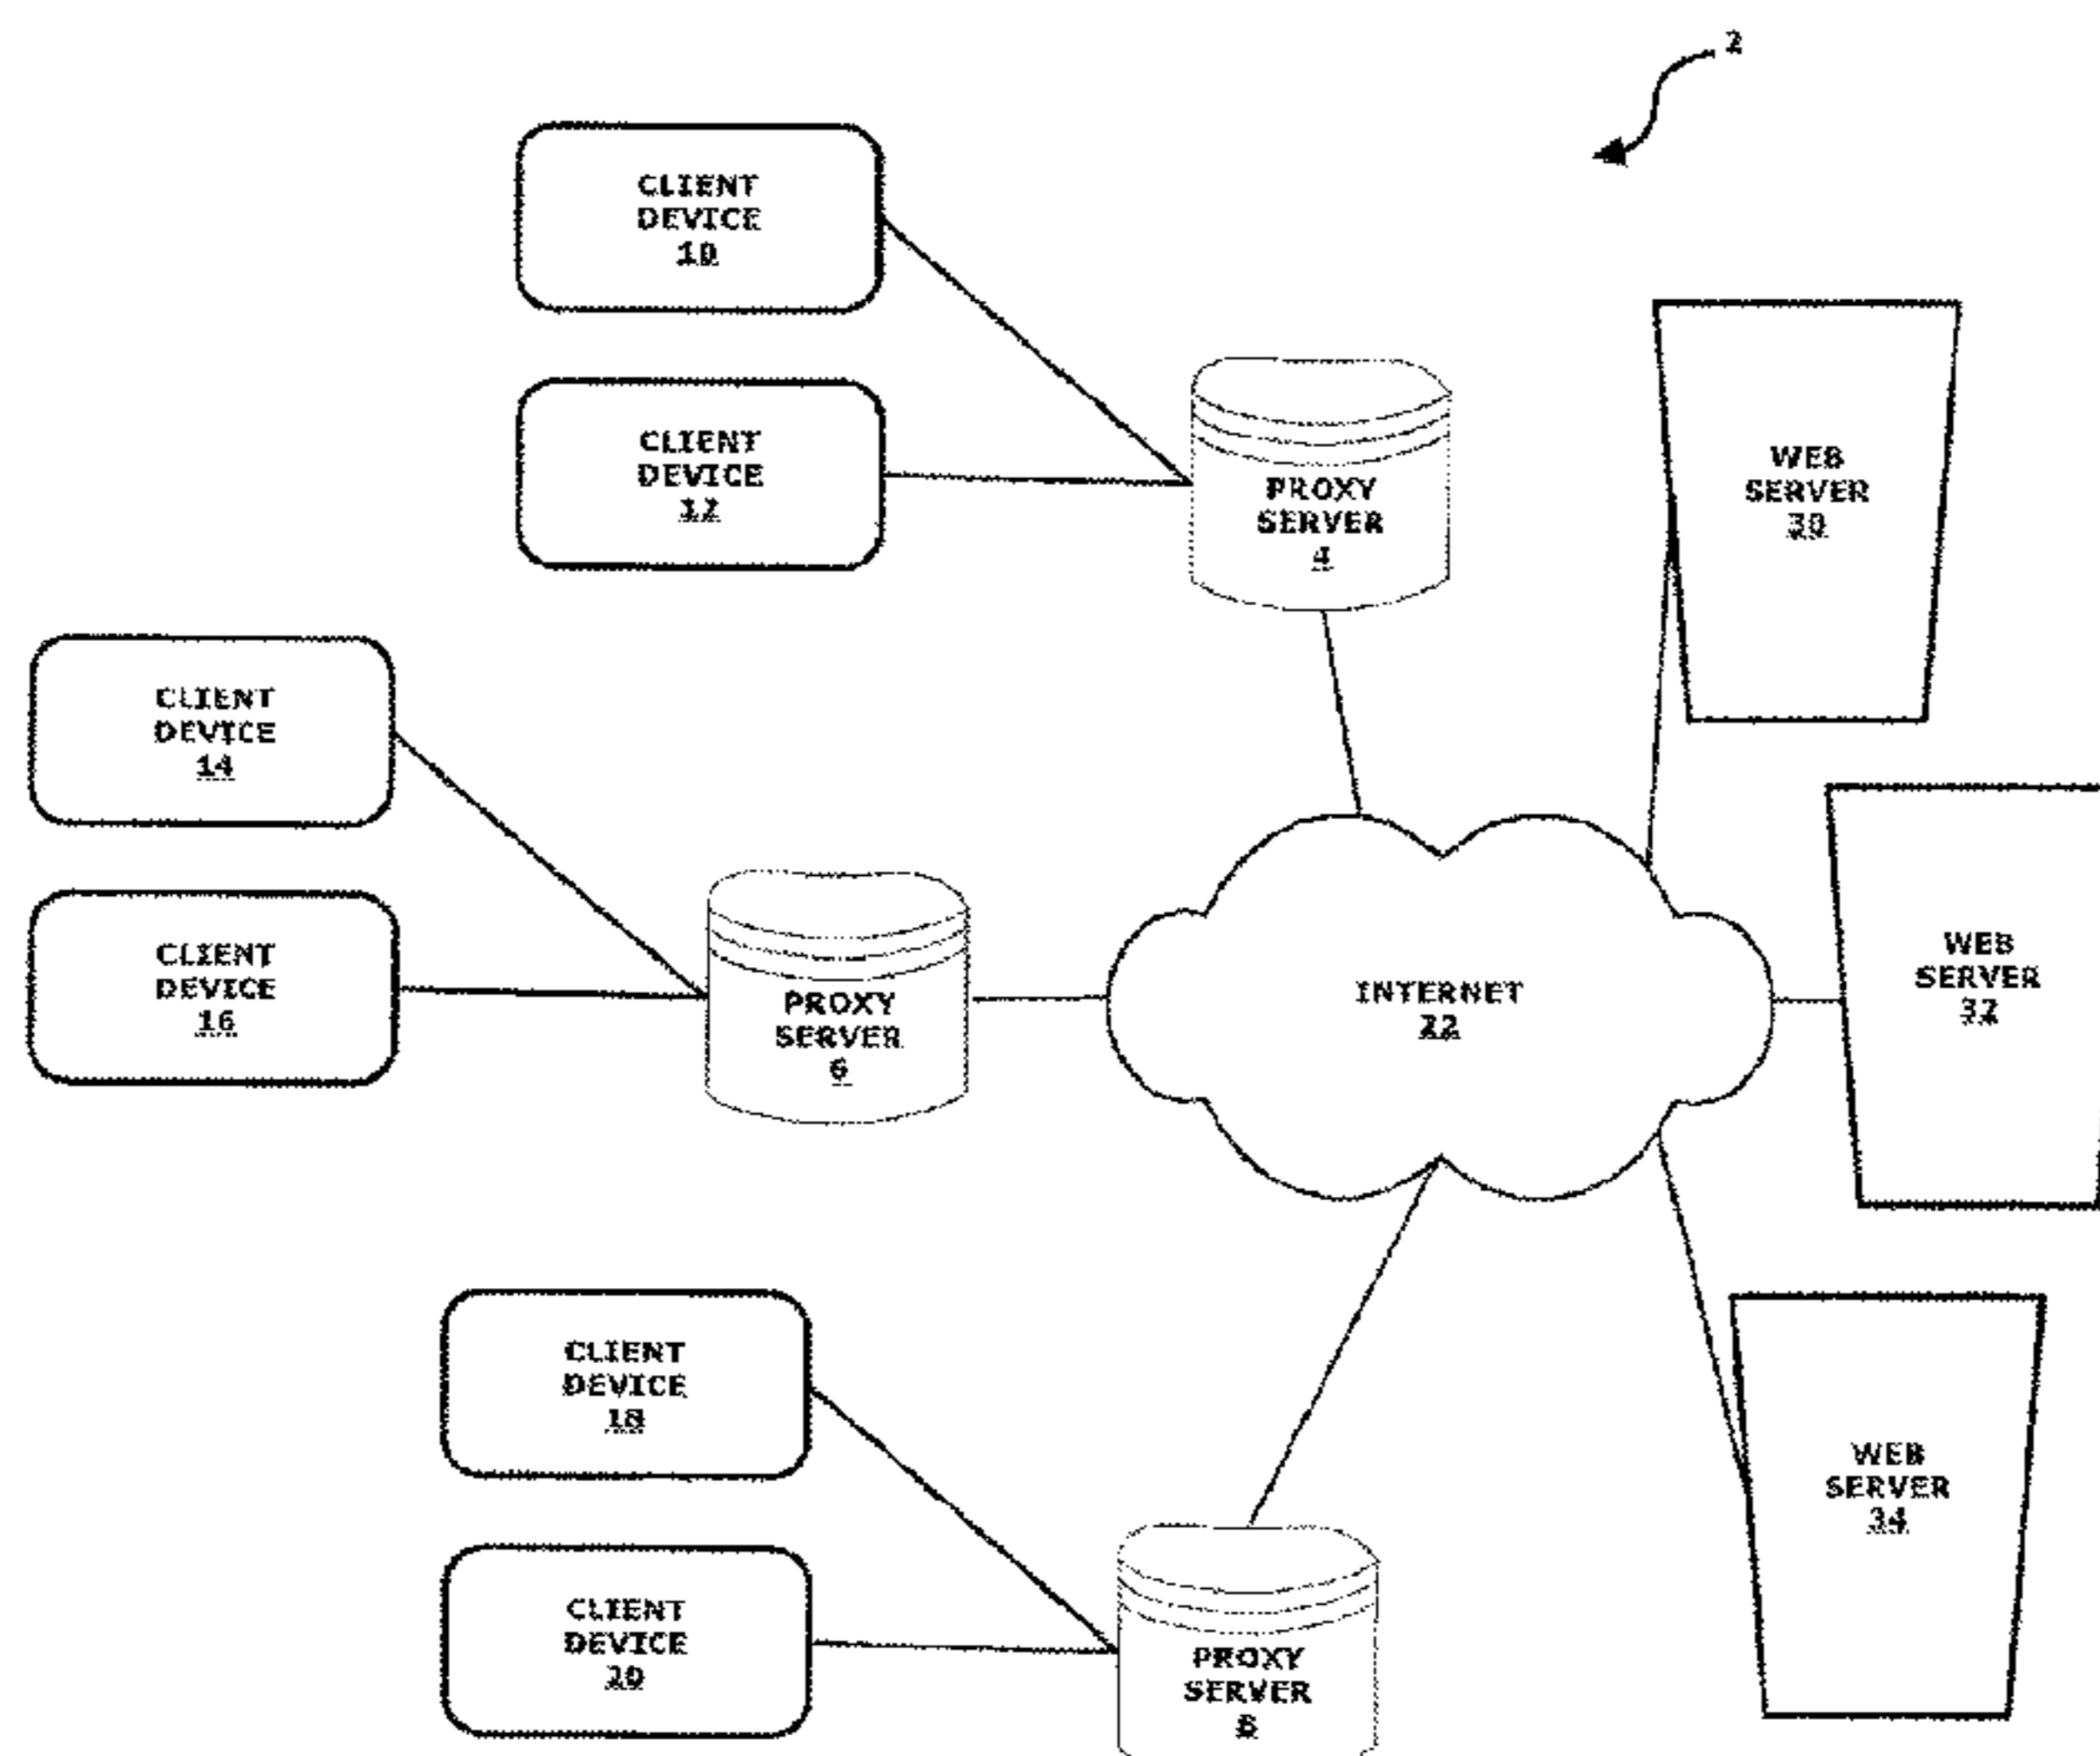 2
CLIENT
DEVICE
10
CLIENT
DEVICE
12
PROXY
SERVER
4
WEB
SERVER
30
CLIENT
DEVICE
14
CLIENT
DEVICE
16
PROXY
SERVER
6
INTERNET
22
WEB
SERVER
32
CLIENT
DEVICE
18
CLIENT
DEVICE
20
PROXY
SERVER
8
WEB
SERVER
34